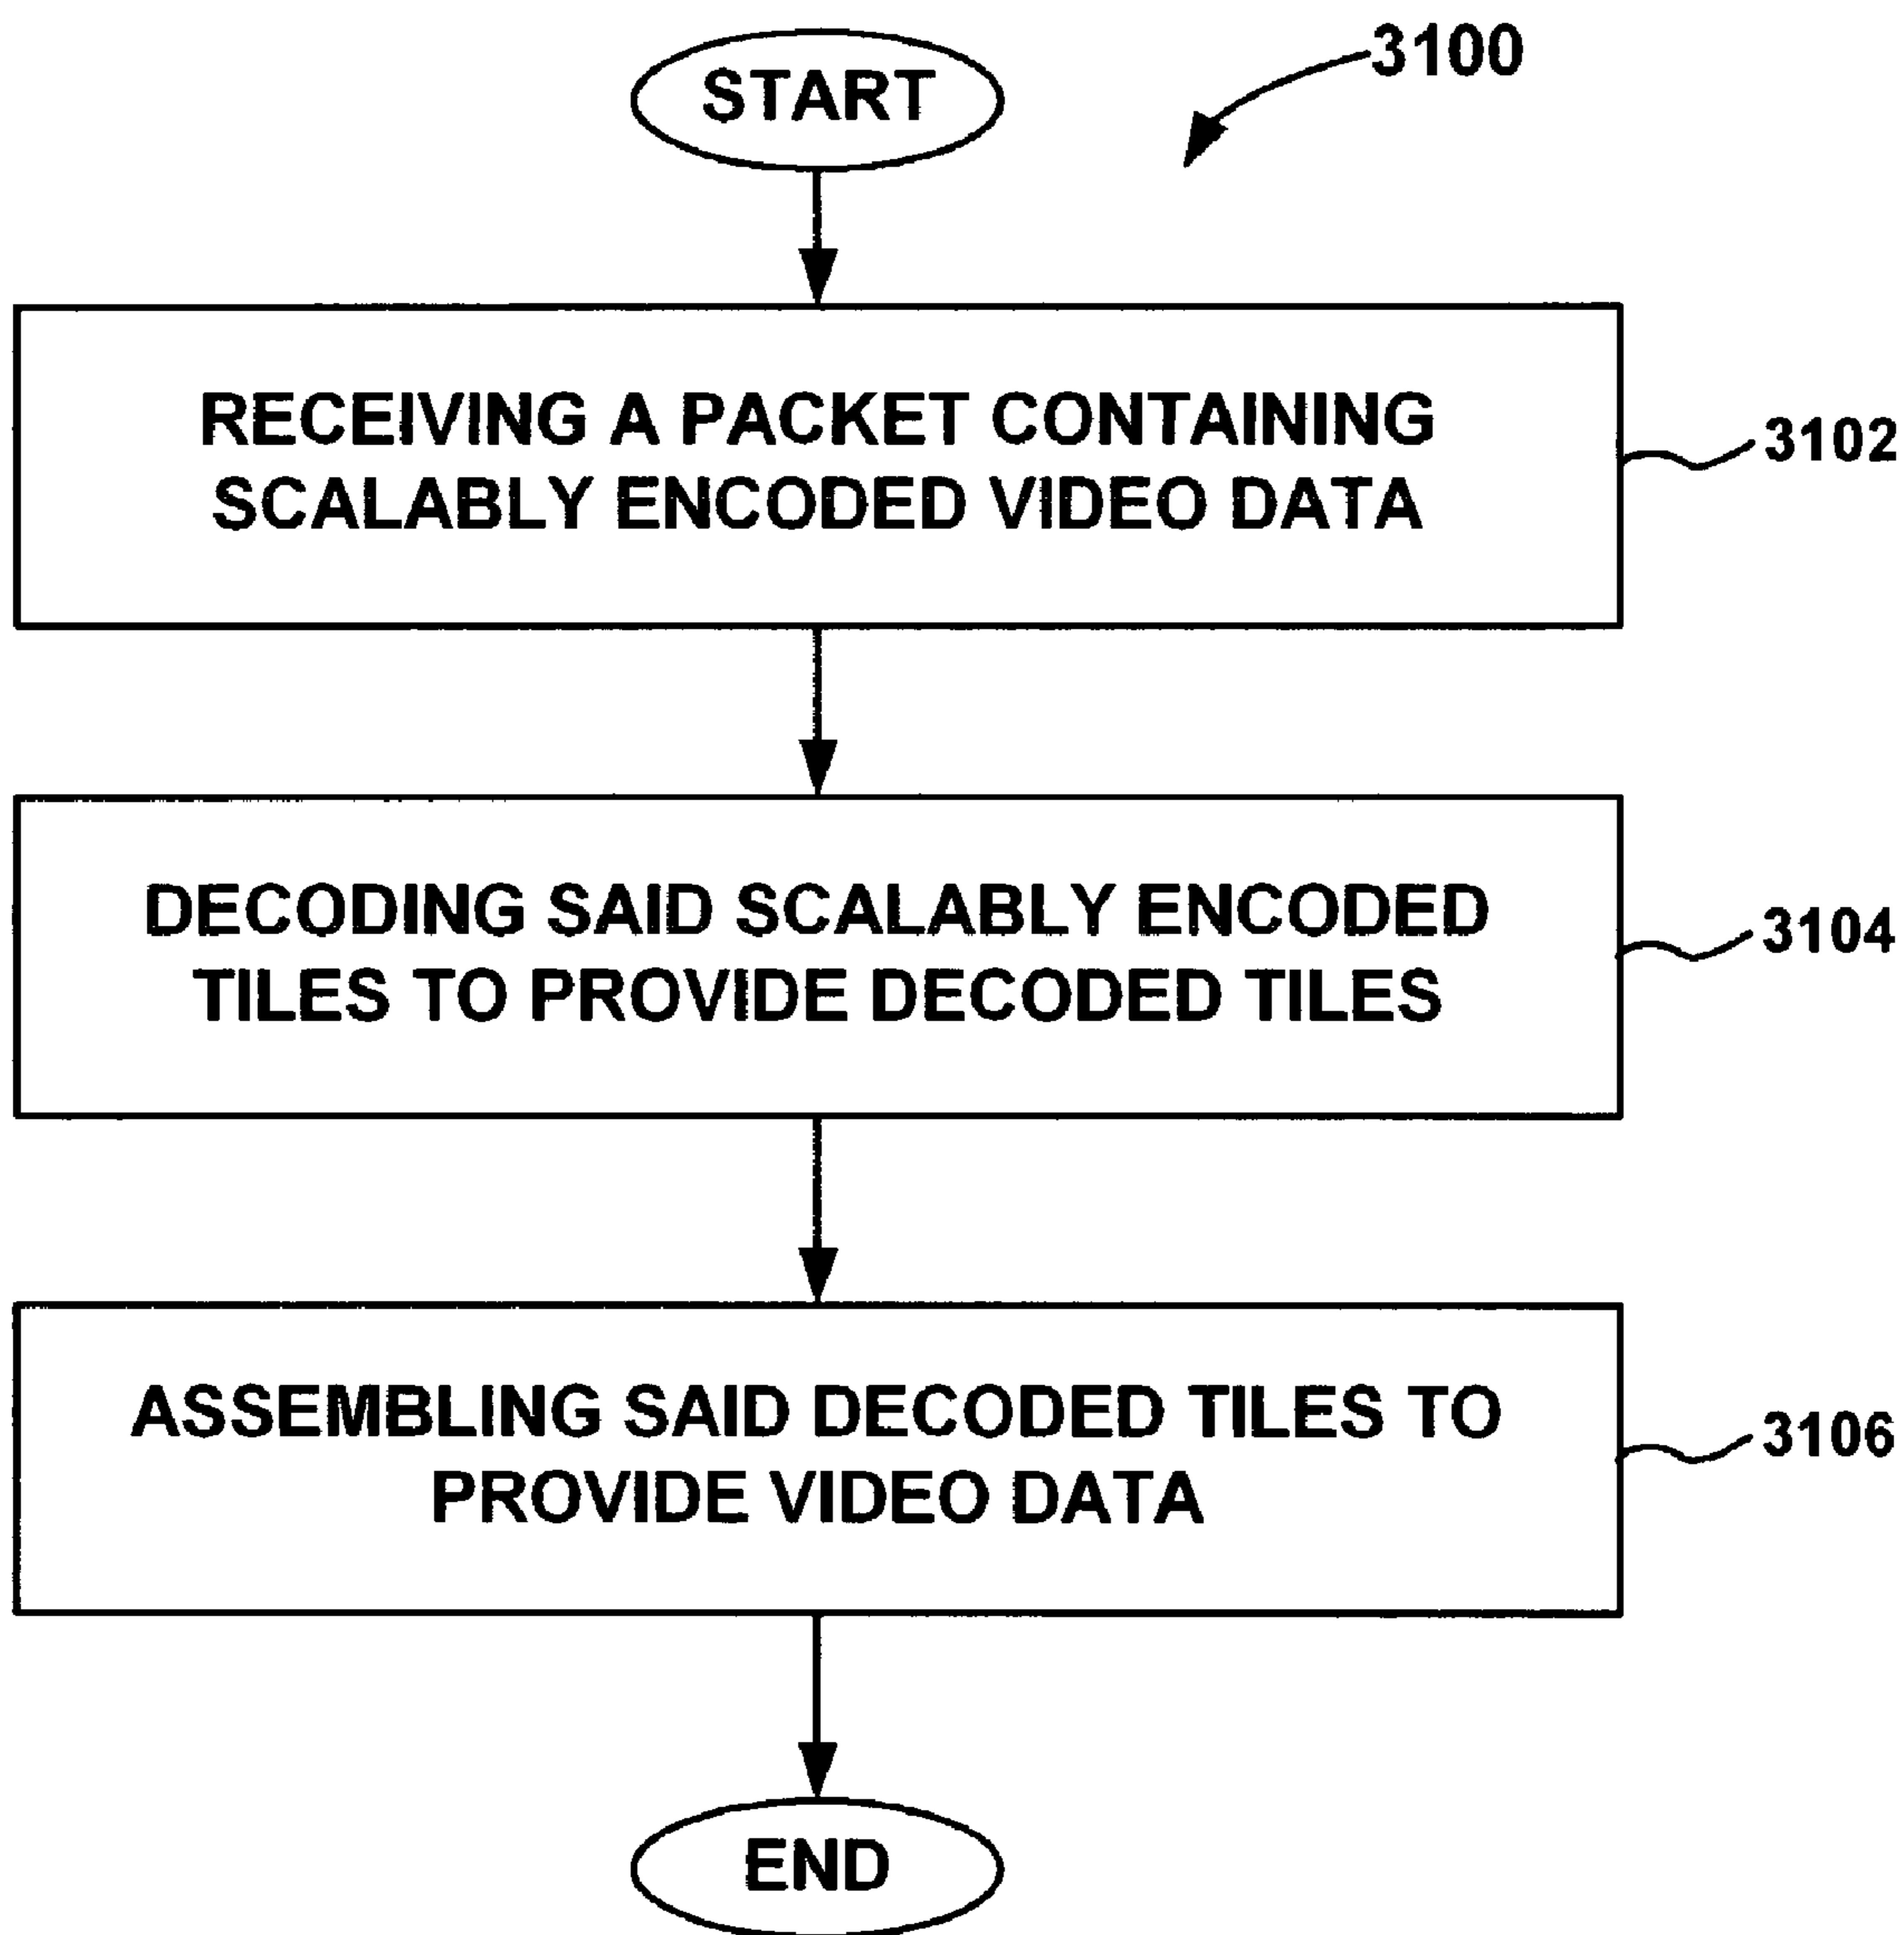 START
3100
RECEIVING A PACKET CONTAINING
SCALABLY ENCODED VIDEO DATA
3102
DECODING SAID SCALABLY ENCODED
TILES TO PROVIDE DECODED TILES
3104
ASSEMBLING SAID DECODED TILES TO
PROVIDE VIDEO DATA
3106
END